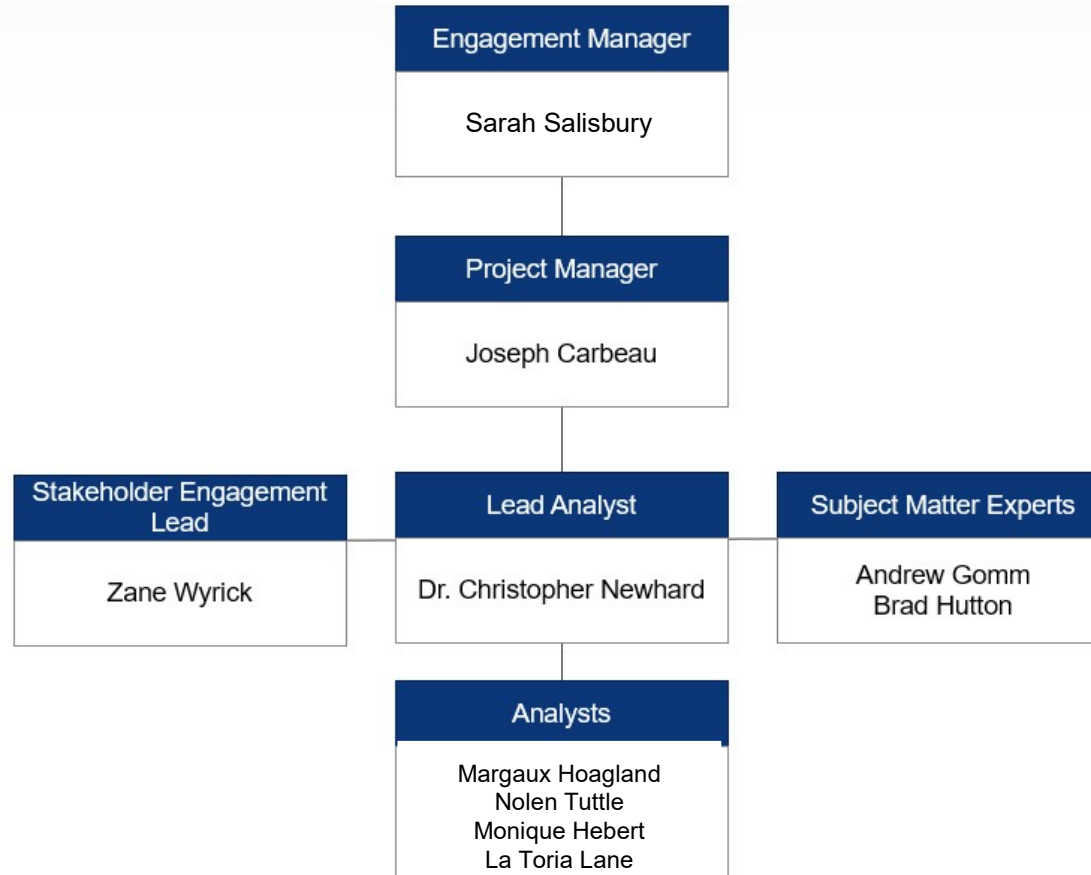 Engagement Manager
Sarah Salisbury
Project Manager
Joseph Carbeau
Stakeholder Engagement
Lead
Zane Wyrick
Lead Analyst
Dr. Christopher Newhard
Subject Matter Experts
Andrew Gomm
Brad Hutton
Analysts
Margaux Hoagland
Nolen Tuttle
Monique Hebert
La Toria Lane